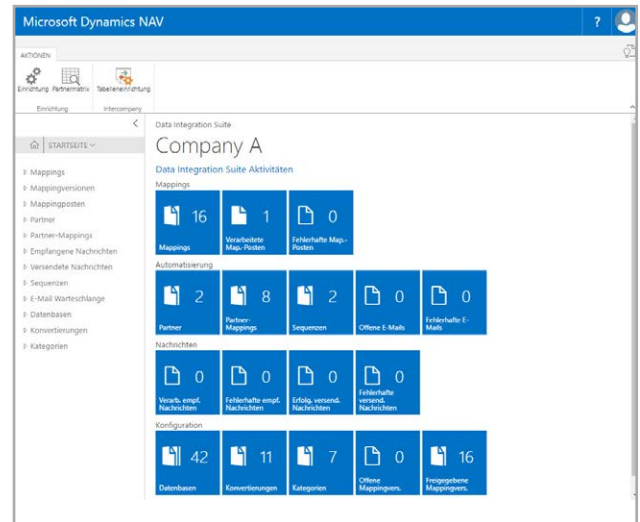 Microsoft Dynamics NAV
?
AKTIONEN
Einrichtung Partnermatrix Tabelleneinrichtung
Einrichtung Intercompany
STARTSEITE
Mappings
Mappingversionen
Mappingposten
Partner
Partner-Mappings
Empfangene Nachrichten
Versendete Nachrichten
Sequenzen
E-Mail Warteschlange
Datenbasen
Konvertierungen
Kategorien
Data Integration Suite
Company A
Data Integration Suite Aktivitäten
Mappings
16
Mappings
1
Verarbeitete
Map.-Posten
0
Fehlerhafte Map.-
Posten
Automatisierung
2
Partner
8
Partner-
Mappings
2
Sequenzen
0
Offene E-Mails
0
Fehlerhafte E-
Mails
Nachrichten
0
Verarb. empf.
Nachrichten
0
Fehlerhafte empf.
Nachrichten
0
Erfolg. versend.
Nachrichten
0
Fehlerhafte
versend.
Nachrichten
Konfiguration
42
Datenbasen
11
Konvertierungen
7
Kategorien
0
Offene
Mappingvers.
16
Freigegebene
Mappingvers.